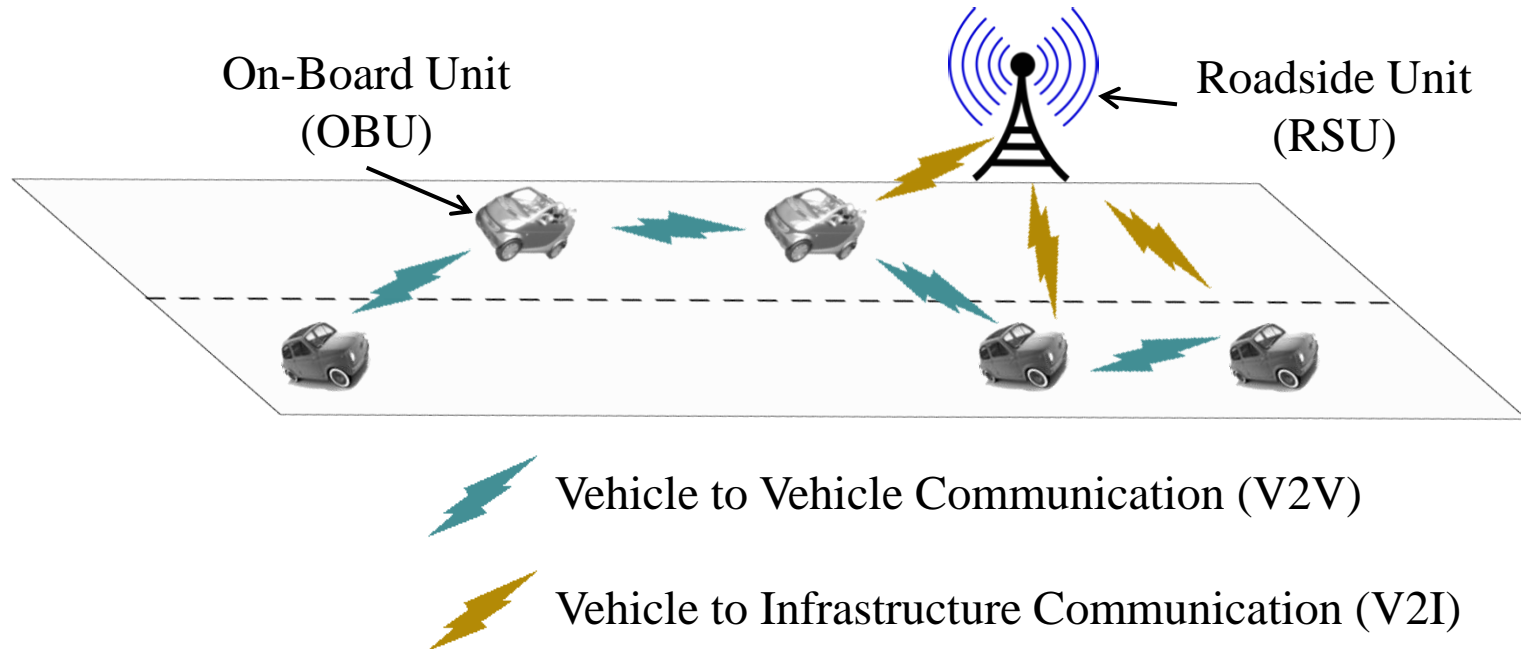 On-Board Unit
(OBU)
Roadside Unit
(RSU)
Vehicle to Vehicle Communication (V2V)
Vehicle to Infrastructure Communication (V2I)